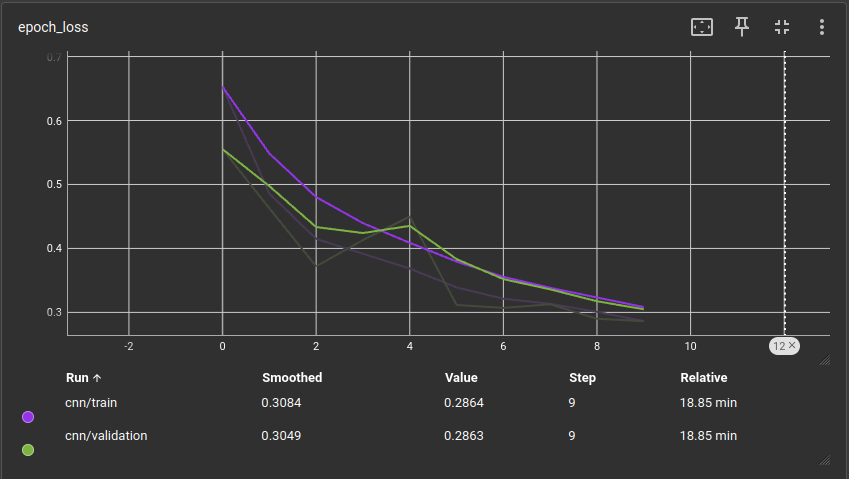 epoch_loss
0.7
0.6
0.5
0.4
0.3
-2 0 2 4 6 8 10 12 ×
Run ↑ Smoothed Value Step Relative
cnn/train 0.3084 0.2864 9 18.85 min
cnn/validation 0.3049 0.2863 9 18.85 min